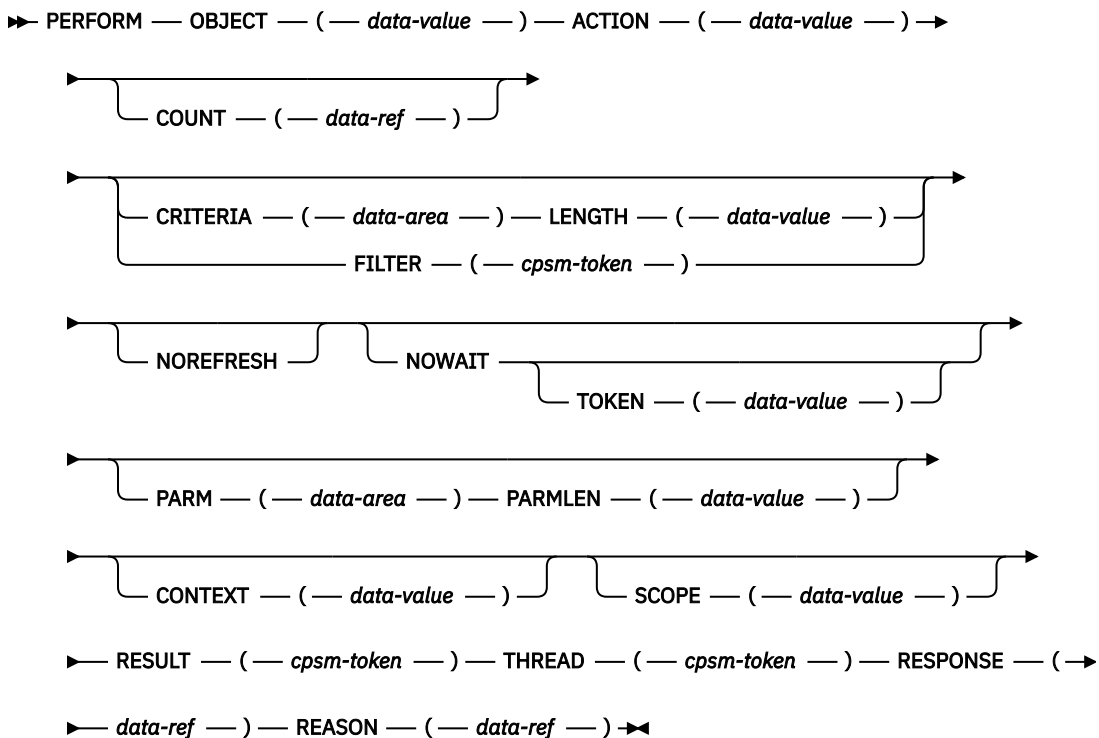 PERFORM OBJECT ( data-value ) ACTION ( data-value )
COUNT ( data-ref )
CRITERIA ( data-area ) LENGTH ( data-value )
FILTER ( cpsm-token )
NOREFRESH NOWAIT
TOKEN ( data-value )
PARM ( data-area ) PARMLEN ( data-value )
CONTEXT ( data-value ) SCOPE ( data-value )
RESULT ( cpsm-token ) THREAD ( cpsm-token ) RESPONSE (
data-ref ) REASON ( data-ref )